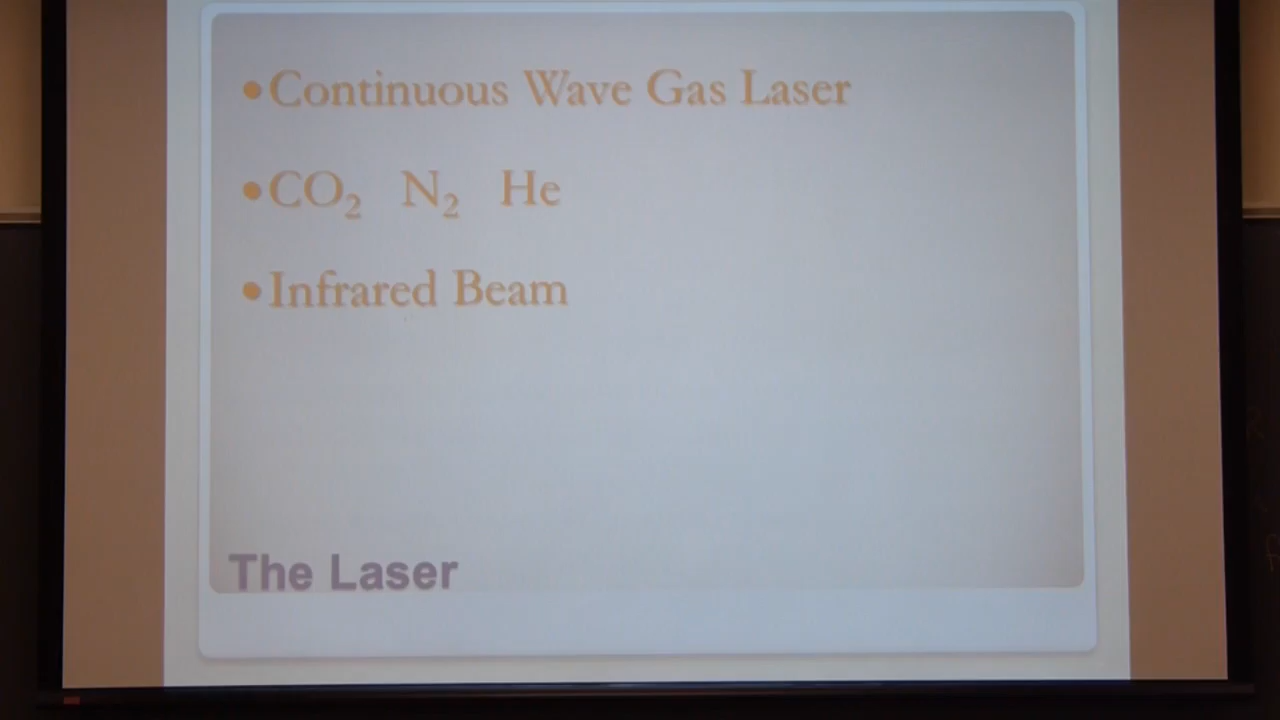 •Continuous Wave Gas Laser
•CO₂ N₂ He
•Infrared Beam
The Laser